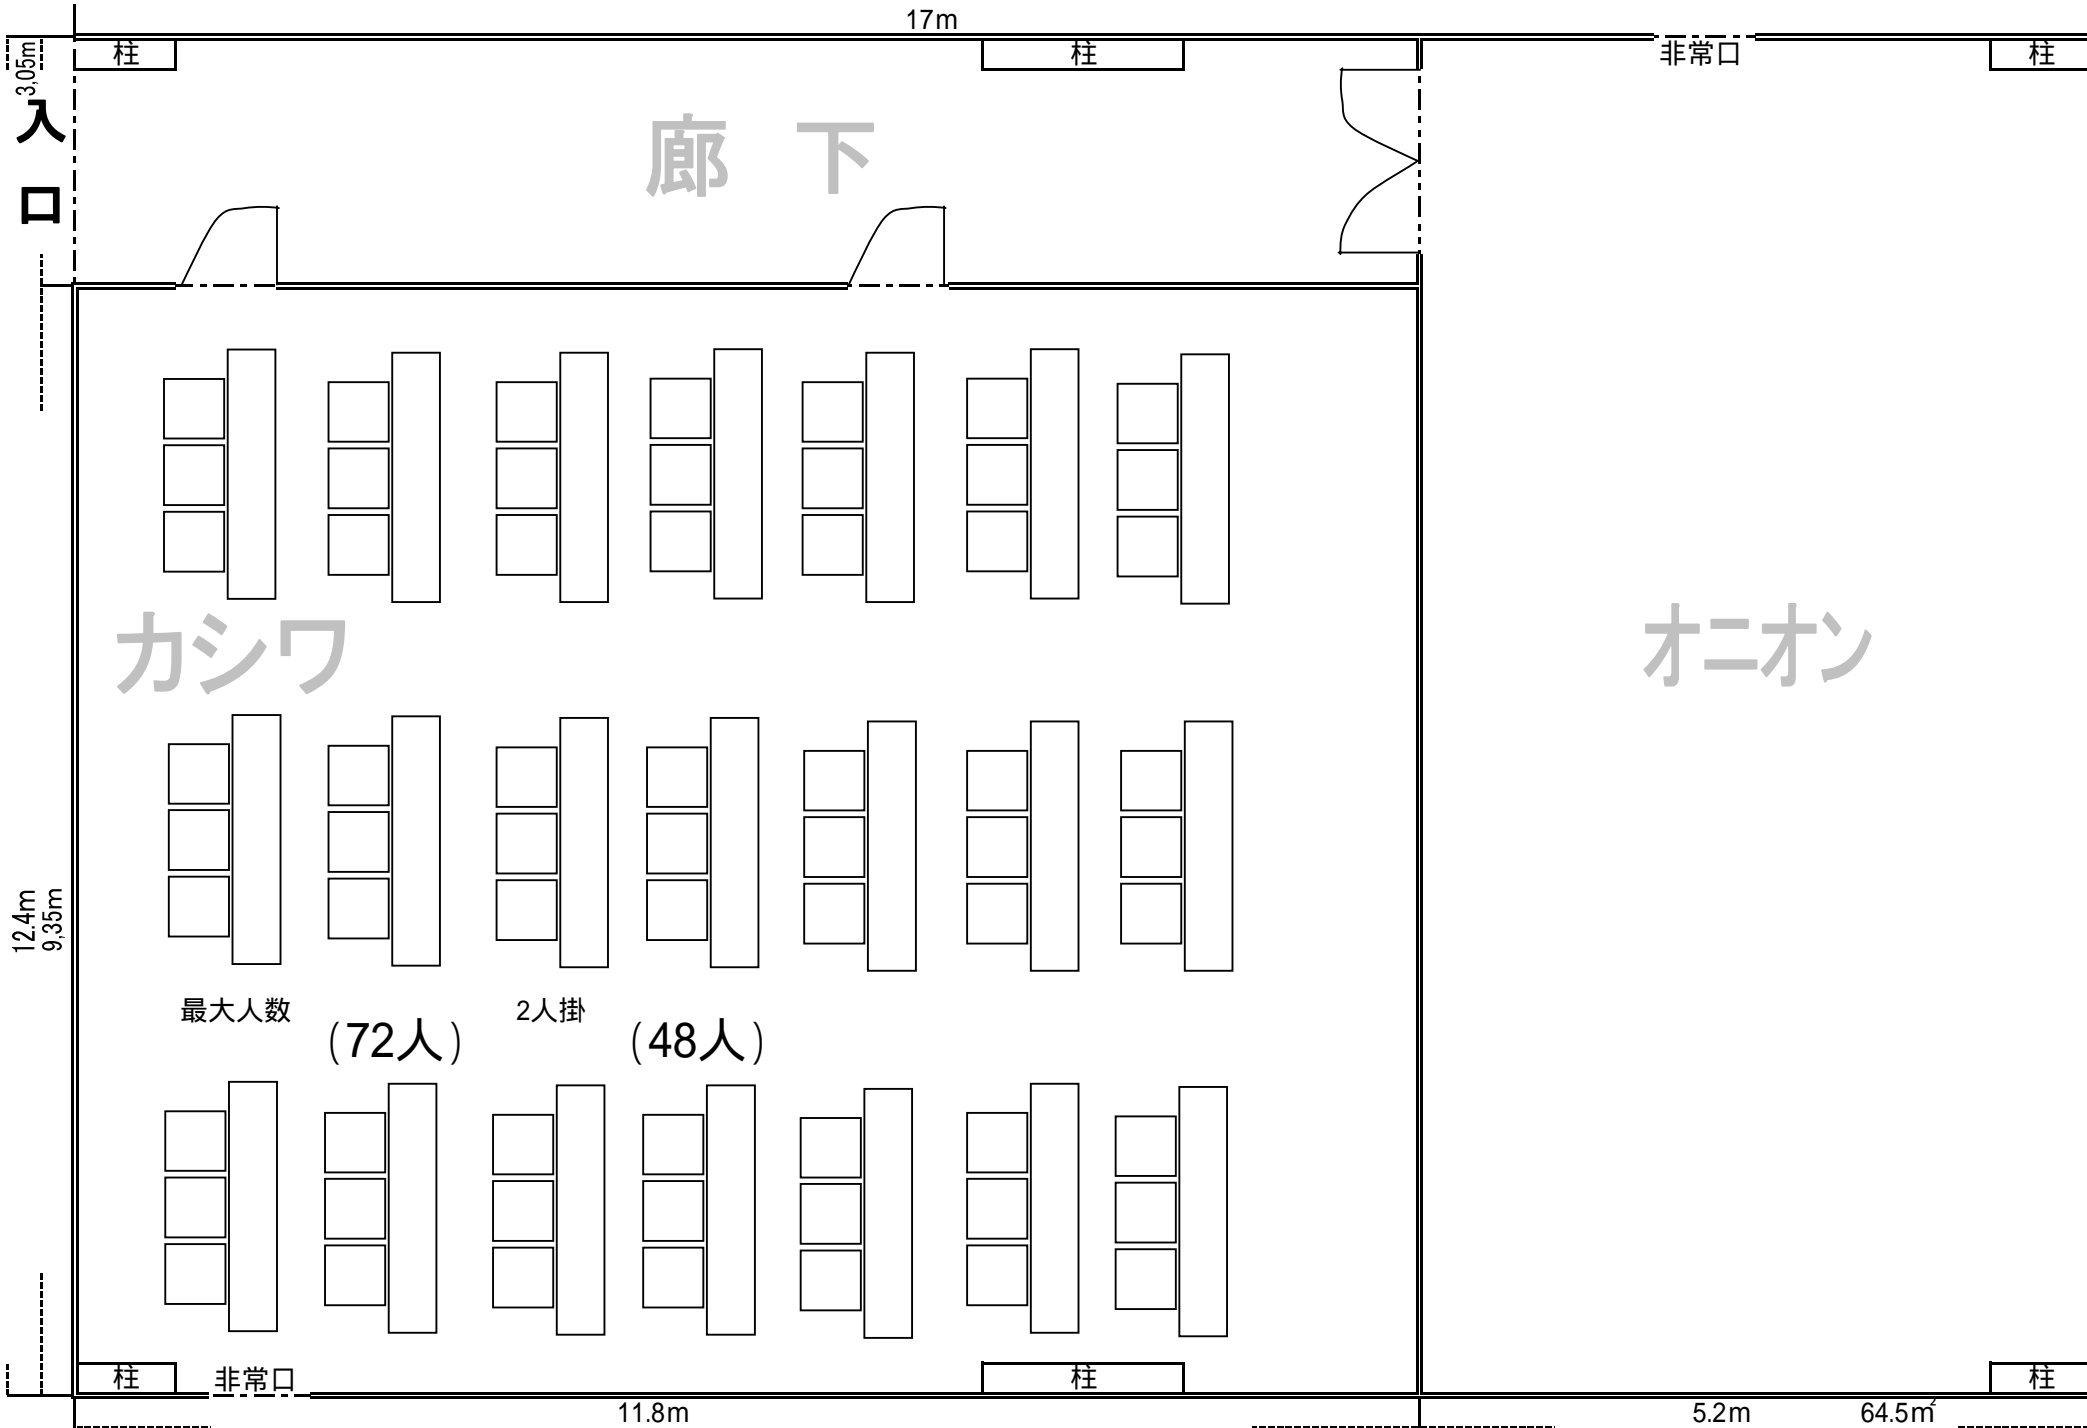 17m
柱
柱
非常口
柱
3,05m
入口
廊下
カシワ
オニオン
12.4m
9,35m
最大人数
(72人)
2人掛
(48人)
柱
非常口
柱
柱
11.8m
5.2m
64.5㎡